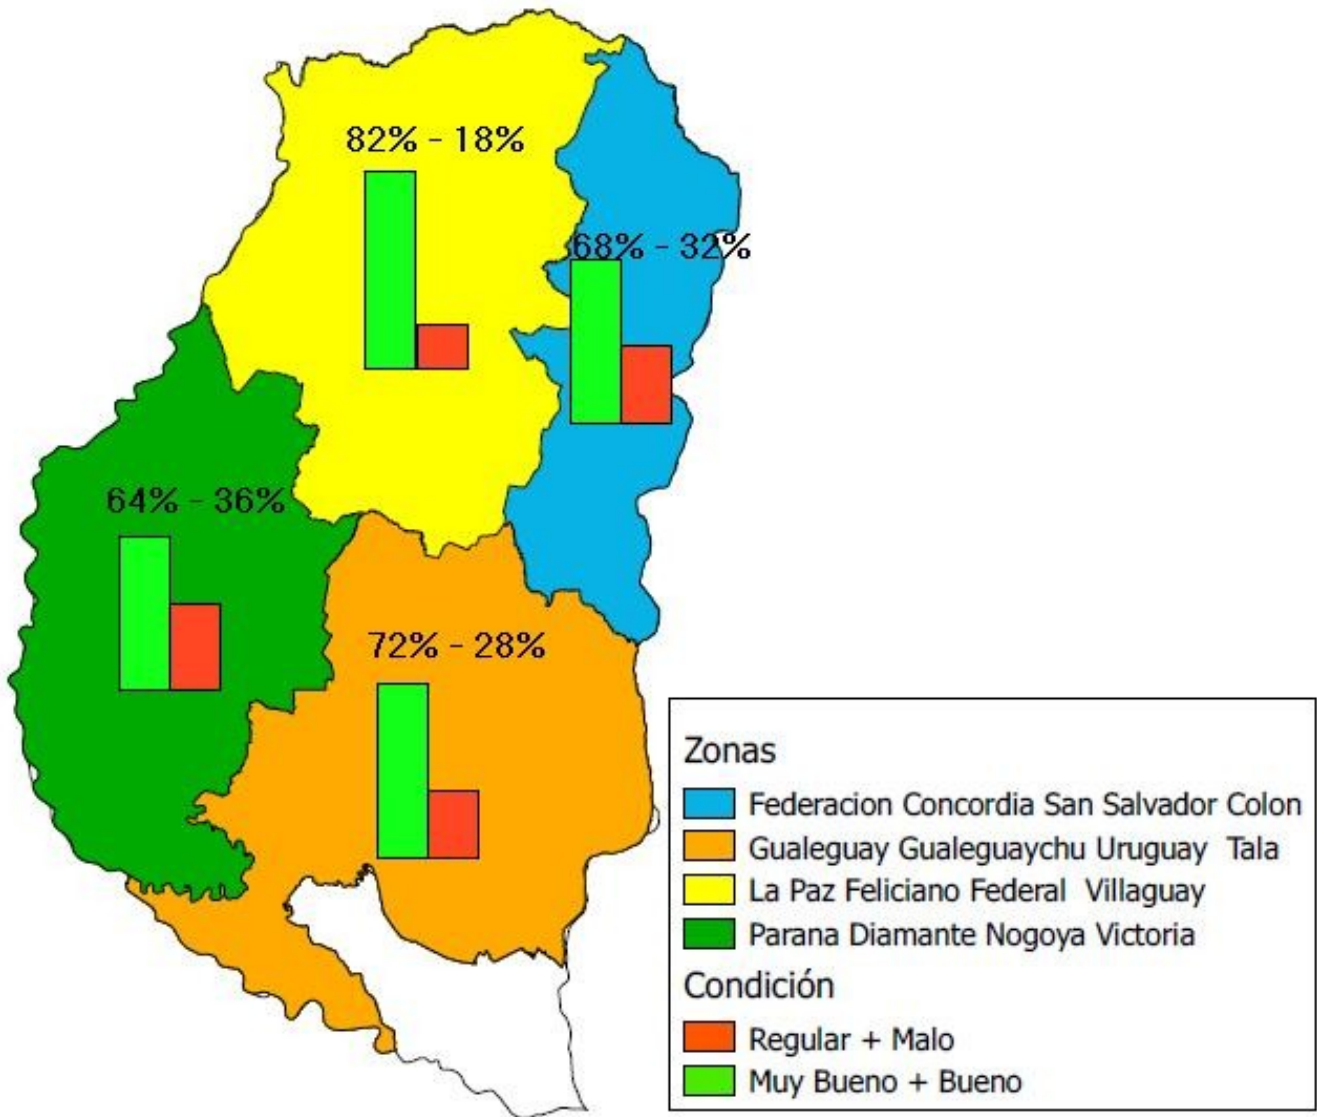 82% - 18%
68% - 32%
64% - 36%
72% - 28%
Zonas
Federacion Concordia San Salvador Colon
Gualeguay Gualeguaychu Uruguay Tala
La Paz Feliciano Federal Villaguay
Parana Diamante Nogoya Victoria
Condición
Regular + Malo
Muy Bueno + Bueno